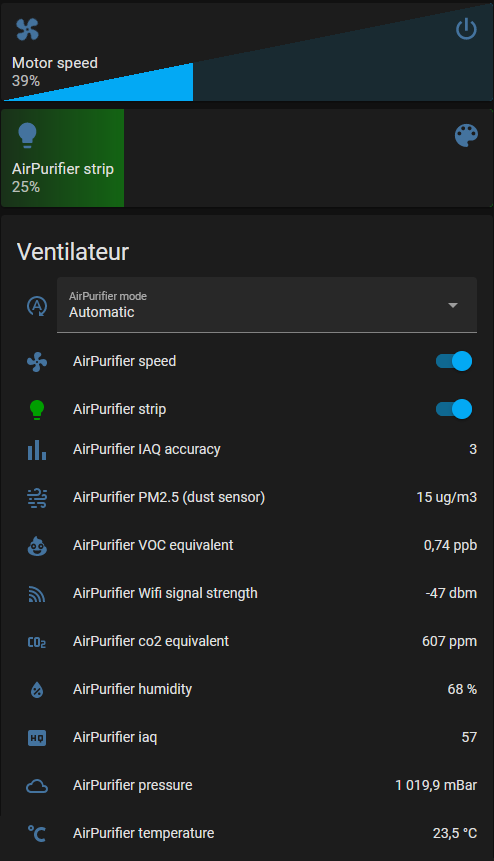 Motor speed
39%
AirPurifier strip
25%
Ventilateur
AirPurifier mode
Automatic
AirPurifier speed
AirPurifier strip
AirPurifier IAQ accuracy 3
AirPurifier PM2.5 (dust sensor) 15 ug/m3
AirPurifier VOC equivalent 0,74 ppb
AirPurifier Wifi signal strength -47 dbm
CO2 AirPurifier co2 equivalent 607 ppm
AirPurifier humidity 68 %
HQ AirPurifier iaq 57
AirPurifier pressure 1 019,9 mBar
°C AirPurifier temperature 23,5 °C